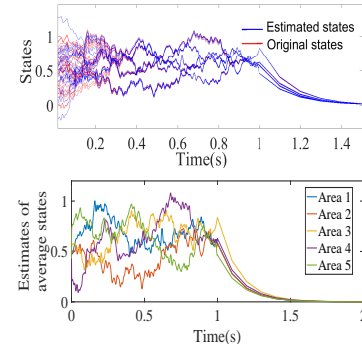 Estimated states
Original states
States
1
0.5
0
0.2 0.4 0.6 0.8 1 1.2 1.4
Time(s)
Estimates of
average states
1
0.5
0
Area 1
Area 2
Area 3
Area 4
Area 5
0 0.5 1 1.5 2
Time(s)